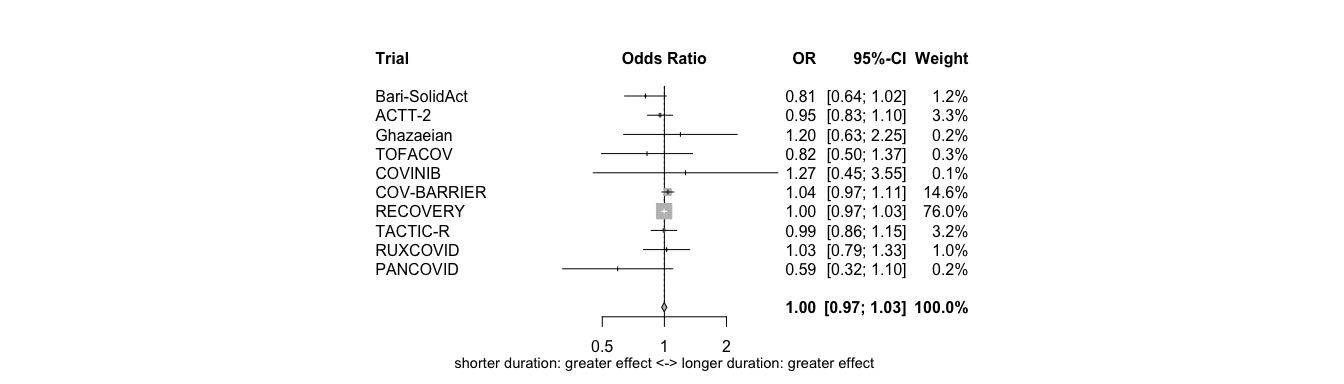 Trial Odds Ratio OR 95%-CI Weight
Bari-SolidAct 0.81 [0.64; 1.02] 1.2%
ACTT-2 0.95 [0.83; 1.10] 3.3%
Ghazaeian 1.20 [0.63; 2.25] 0.2%
TOFACOV 0.82 [0.50; 1.37] 0.3%
COVINIB 1.27 [0.45; 3.55] 0.1%
COV-BARRIER 1.04 [0.97; 1.11] 14.6%
RECOVERY 1.00 [0.97; 1.03] 76.0%
TACTIC-R 0.99 [0.86; 1.15] 3.2%
RUXCOVID 1.03 [0.79; 1.33] 1.0%
PANCOVID 0.59 [0.32; 1.10] 0.2%
1.00 [0.97; 1.03] 100.0%
0.5 1 2
shorter duration: greater effect <-> longer duration: greater effect